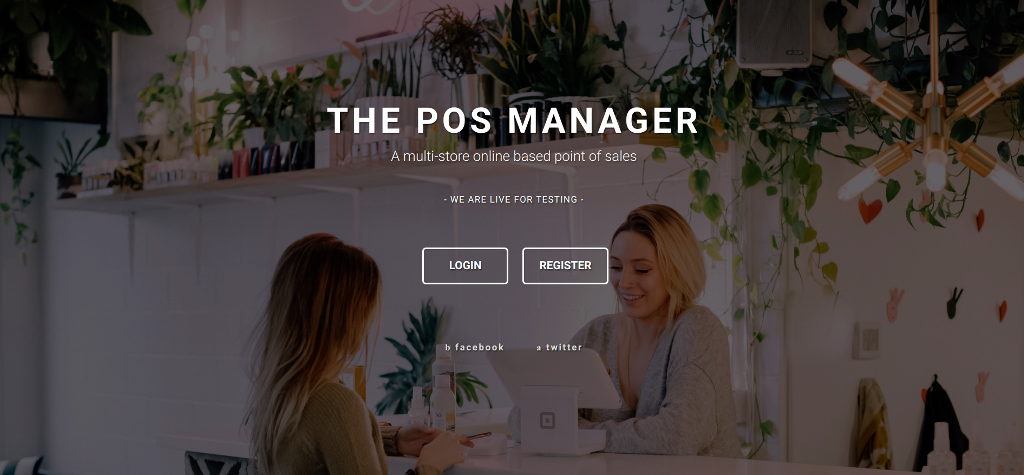 THE POS MANAGER
A multi-store online based point of sales
- WE ARE LIVE FOR TESTING -
LOGIN REGISTER
b facebook a twitter